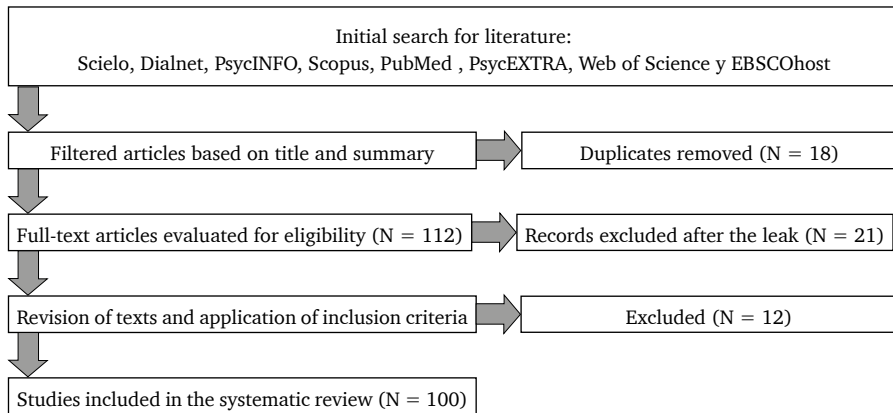 Initial search for literature:
Scielo, Dialnet, PsycINFO, Scopus, PubMed , PsycEXTRA, Web of Science y EBSCOhost
Filtered articles based on title and summary
Duplicates removed (N = 18)
Full-text articles evaluated for eligibility (N = 112)
Records excluded after the leak (N = 21)
Revision of texts and application of inclusion criteria
Excluded (N = 12)
Studies included in the systematic review (N = 100)